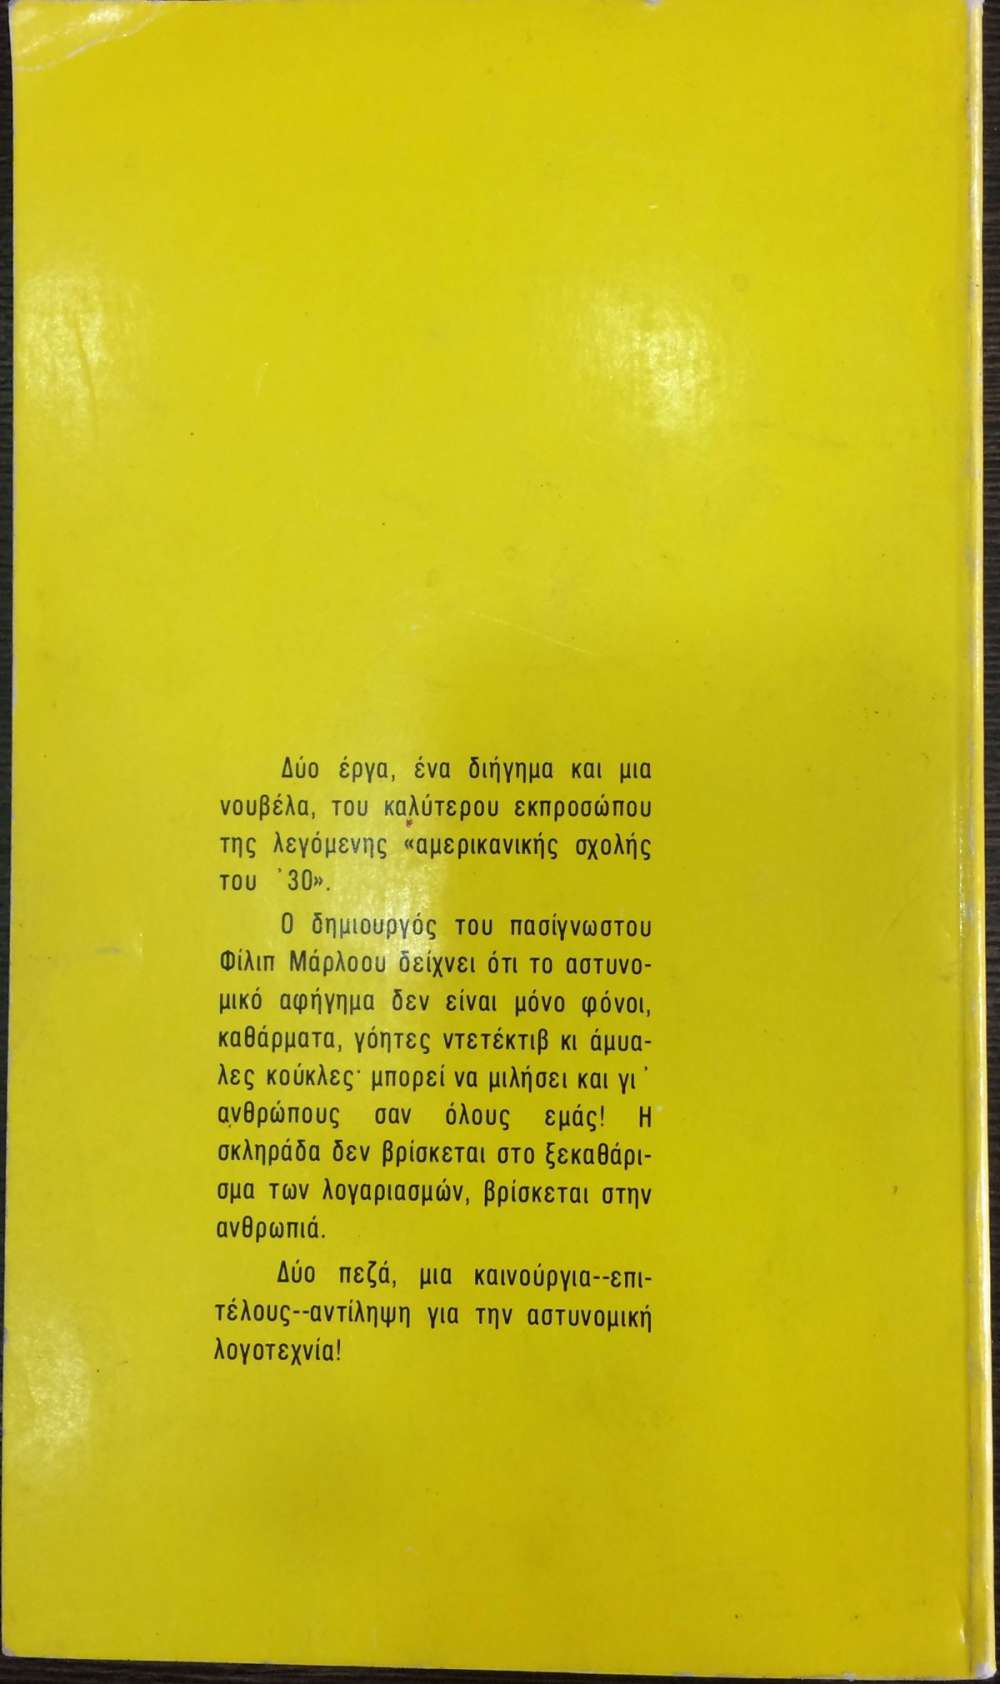 Δύο έργα, ένα διήγημα και μια
νουβέλα, του καλύτερου εκπροσώπου
της λεγόμενης «αμερικανικής σχολής
του '30».
Ο δημιουργός του πασίγνωστου
Φίλιπ Μάρλοου δείχνει ότι το αστυνο-
μικό αφήγημα δεν είναι μόνο φόνοι,
καθάρματα, γόητες ντετέκτιβ κι άμυα-
λες κούκλες· μπορεί να μιλήσει και γι'
ανθρώπους σαν όλους εμάς! Η
σκληράδα δεν βρίσκεται στο ξεκαθάρι-
σμα των λογαριασμών, βρίσκεται στην
ανθρωπιά.
Δύο πεζά, μια καινούργια--επι-
τέλους--αντίληψη για την αστυνομική
λογοτεχνία!